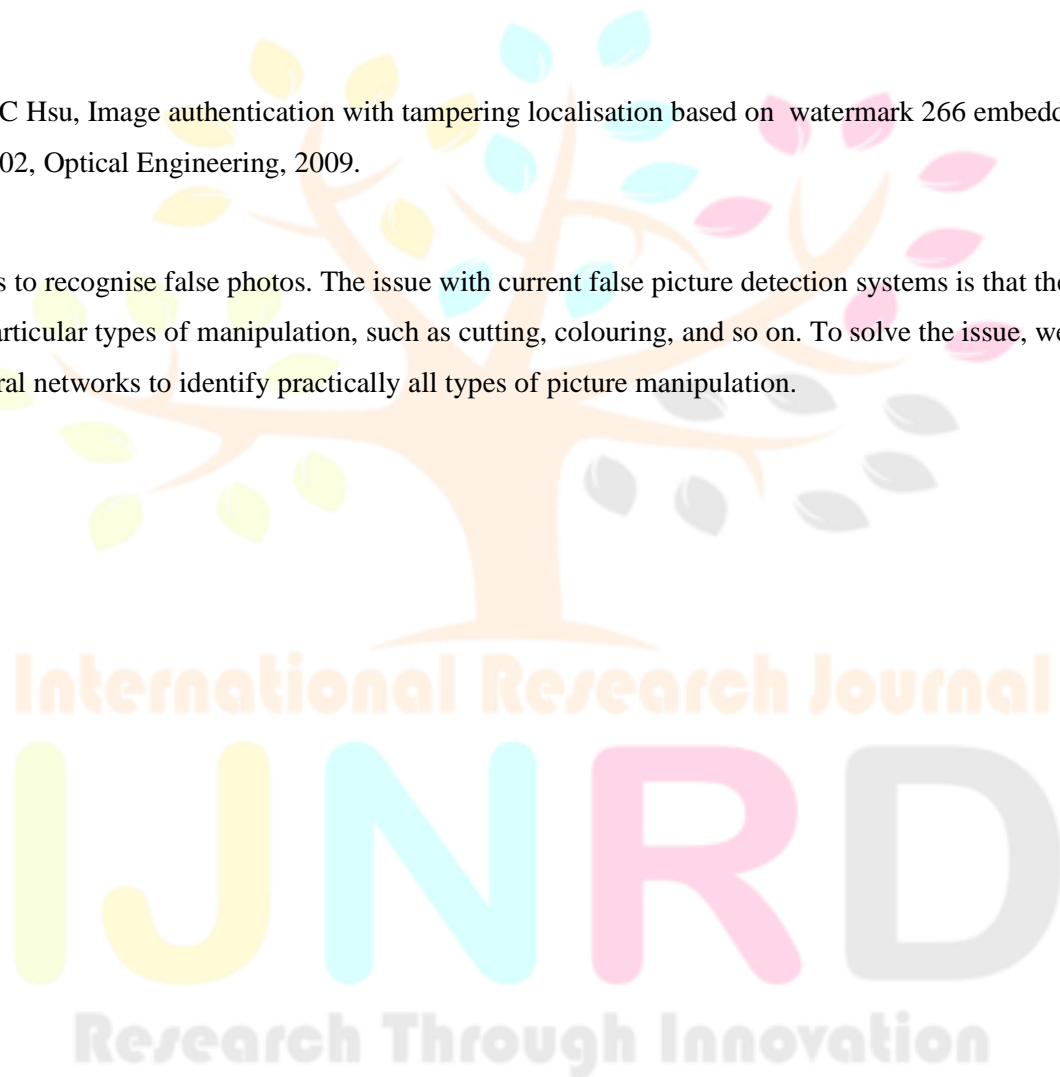 C Hsu, Image authentication with tampering localisation based on watermark 266 embedd
02, Optical Engineering, 2009.
s to recognise false photos. The issue with current false picture detection systems is that the
articular types of manipulation, such as cutting, colouring, and so on. To solve the issue, we
ral networks to identify practically all types of picture manipulation.
International Research Journal
IJNRD
Research Through Innovation